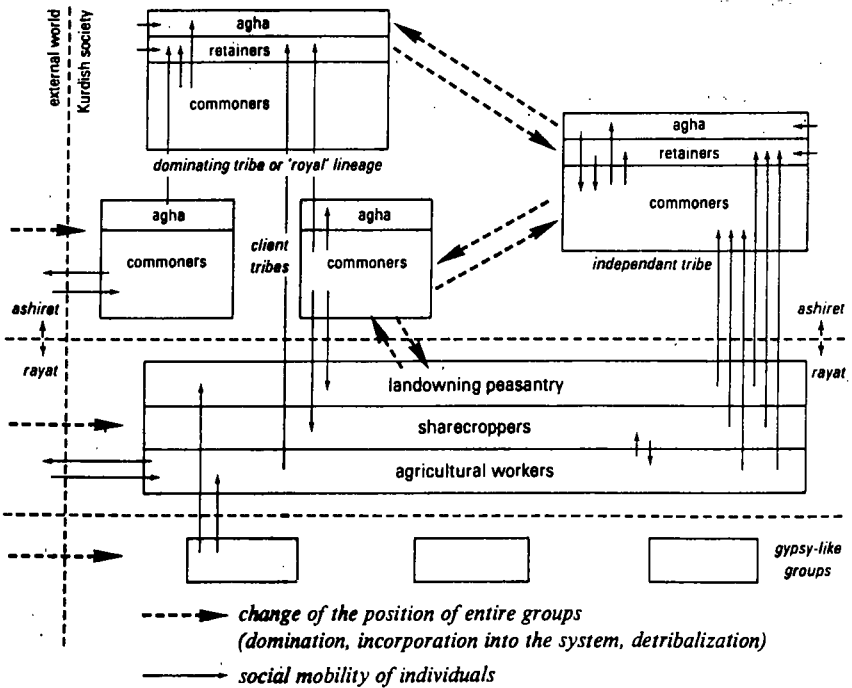 external world
Kurdish society
agha
retainers
commoners
dominating tribe or 'royal' lineage
agha
retainers
commoners
independant tribe
agha
commoners
client
tribes
agha
commoners
ashiret
rayat
ashiret
rayat
landowning peasantry
sharecroppers
agricultural workers
gypsy-like
groups
change of the position of entire groups
(domination, incorporation into the system, detribalization)
social mobility of individuals